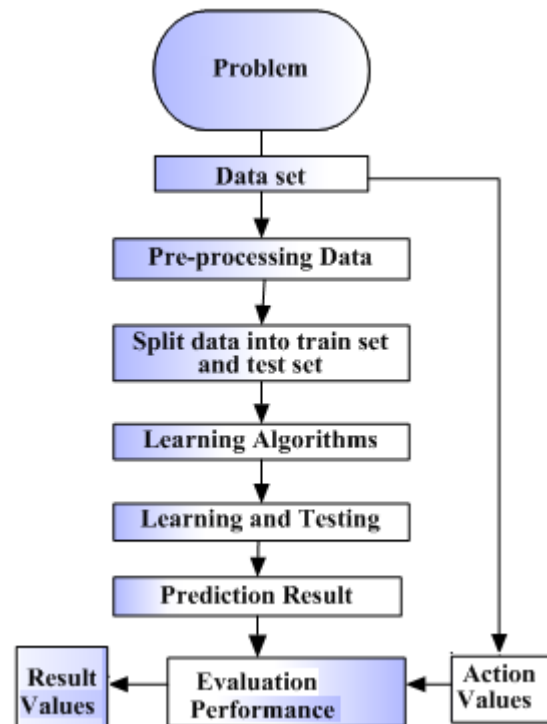 Problem
Data set
Pre-processing Data
Split data into train set
and test set
Learning Algorithms
Learning and Testing
Prediction Result
Result
Values
Evaluation
Performance
Action
Values